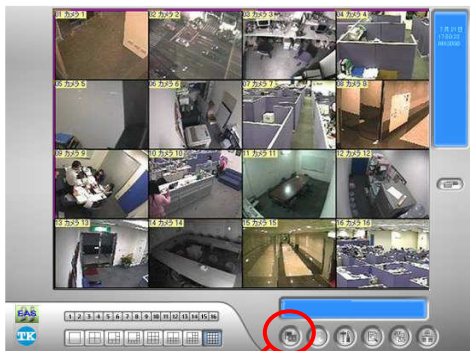 01 カメラ 1
02 カメラ 2
03 カメラ 3
04 カメラ 4
05 カメラ 5
06 カメラ 6
07 カメラ 7
08 カメラ 8
09 カメラ 9
10 カメラ 10
11 カメラ 11
12 カメラ 12
13 カメラ 13
14 カメラ 14
15 カメラ 15
16 カメラ 16
7月 21日
EAS
1 2 3 4 5 6 7 8 9 10 11 12 13 14 15 16
TK